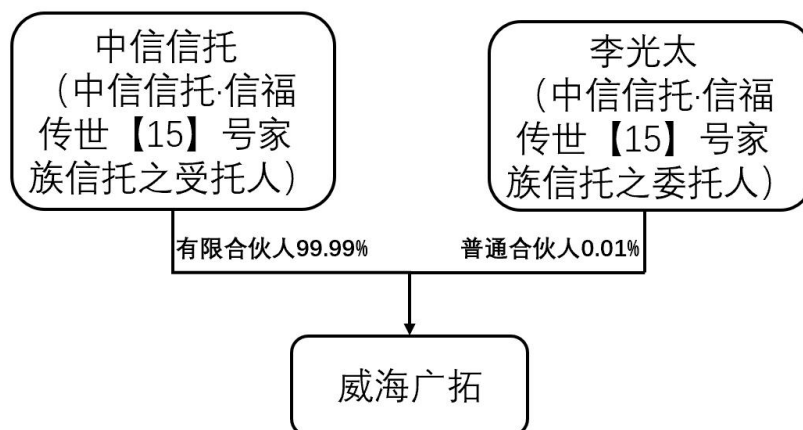 中信信托
（中信信托·信福
传世【15】号家
族信托之受托人）
李光太
（中信信托·信福
传世【15】号家
族信托之委托人）
有限合伙人99.99%
普通合伙人0.01%
威海广拓